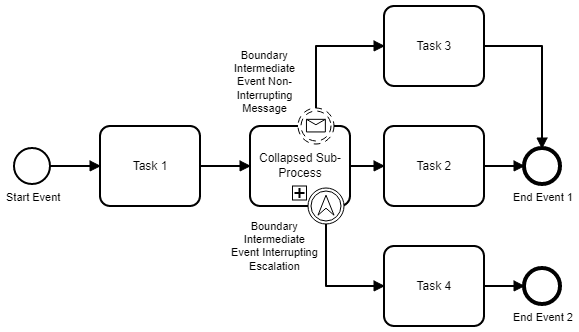 Boundary
Intermediate
Event Non-
Interrupting
Message
Task 3
Start Event
Task 1
Collapsed Sub-
Process
Task 2
End Event 1
Boundary
Intermediate
Event Interrupting
Escalation
Task 4
End Event 2